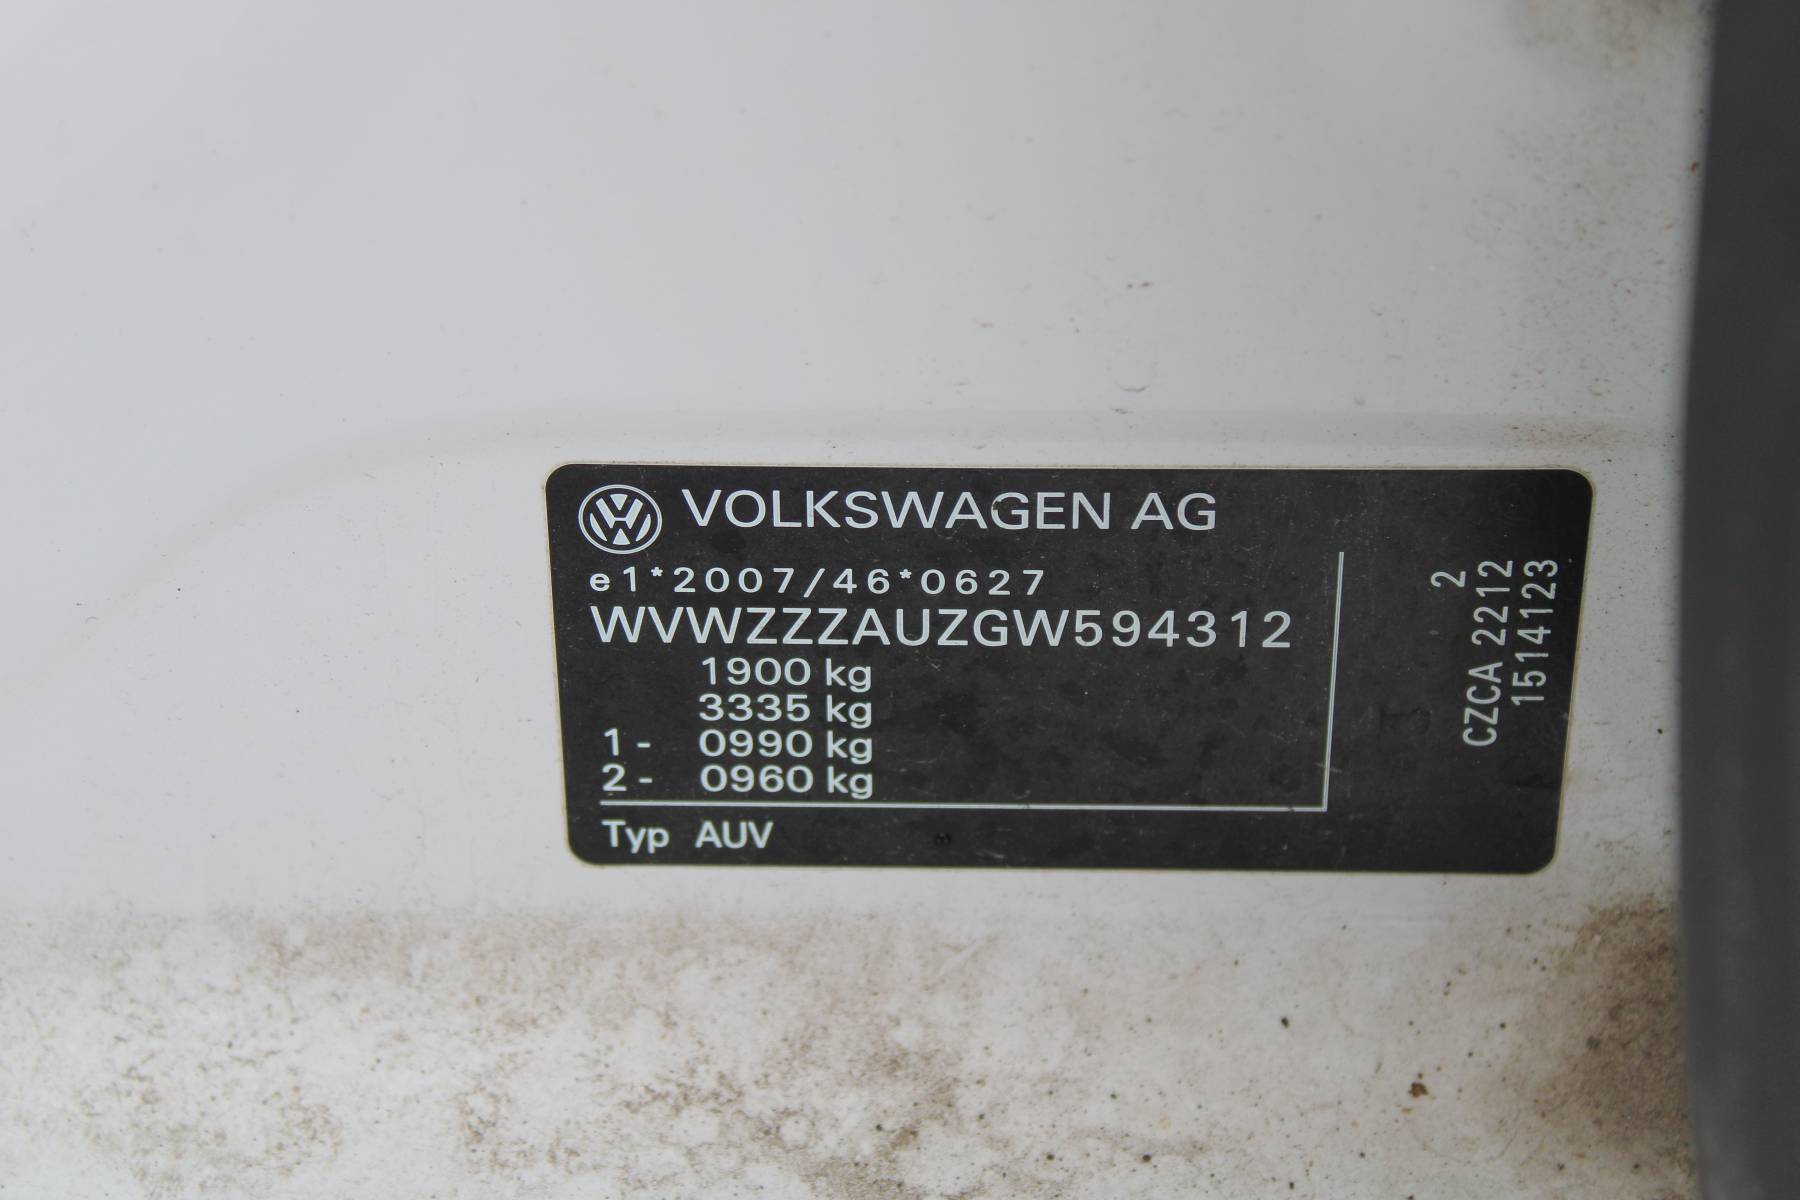 VOLKSWAGEN AG
e1*2007/46*0627
WVWZZZAUZGW594312
1900 kg
3335 kg
1- 0990 kg
2- 0960 kg
Typ AUV
2
CZCA 2212
1514123